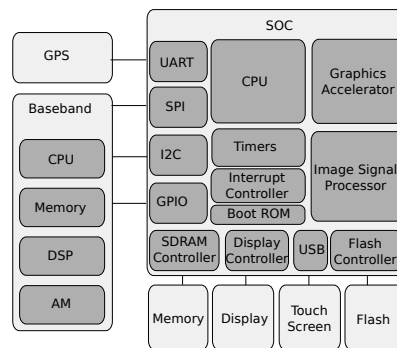 SOC
GPS
UART
CPU
Graphics
Accelerator
Baseband
SPI
CPU
I2C
Timers
Image Signal
Processor
Memory
GPIO
Interrupt
Controller
Boot ROM
DSP
SDRAM
Controller
Display
Controller
USB
Flash
Controller
AM
Memory
Display
Touch
Screen
Flash